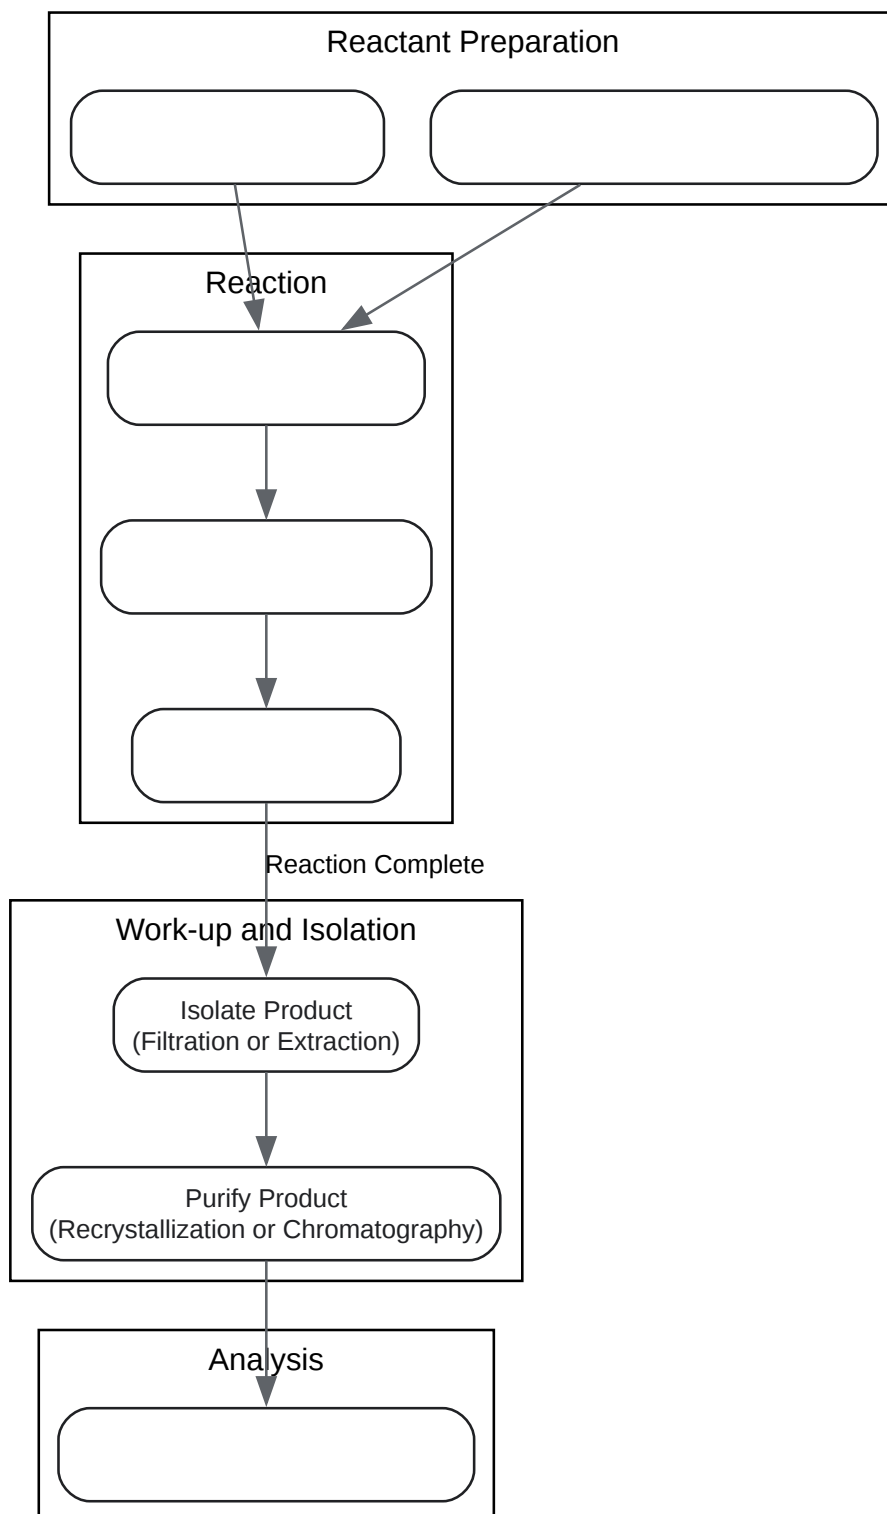 Reactant Preparation
Reaction
Reaction Complete
Work-up and Isolation
Isolate Product
(Filtration or Extraction)
Purify Product
(Recrystallization or Chromatography)
Analysis